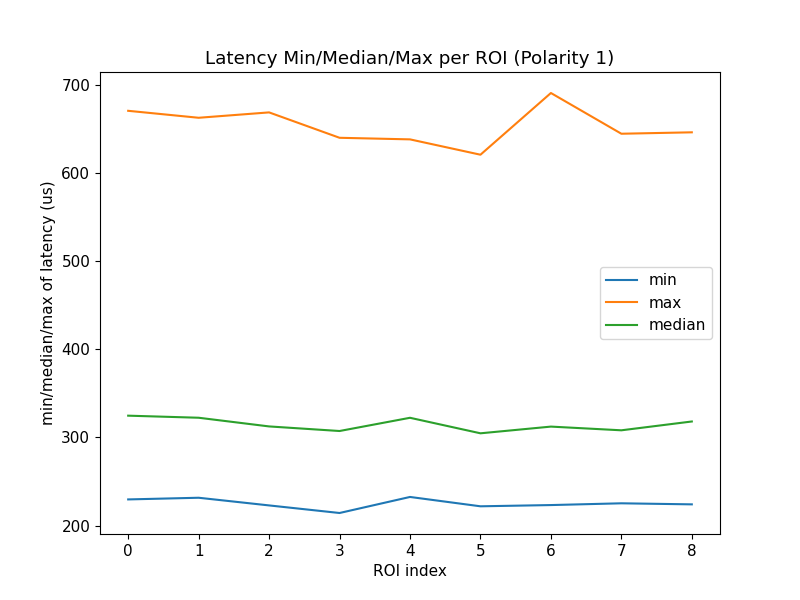 Latency Min/Median/Max per ROI (Polarity 1)
min/median/max of latency (us)
700
600
500
400
300
200
min
max
median
0 1 2 3 4 5 6 7 8
ROI index